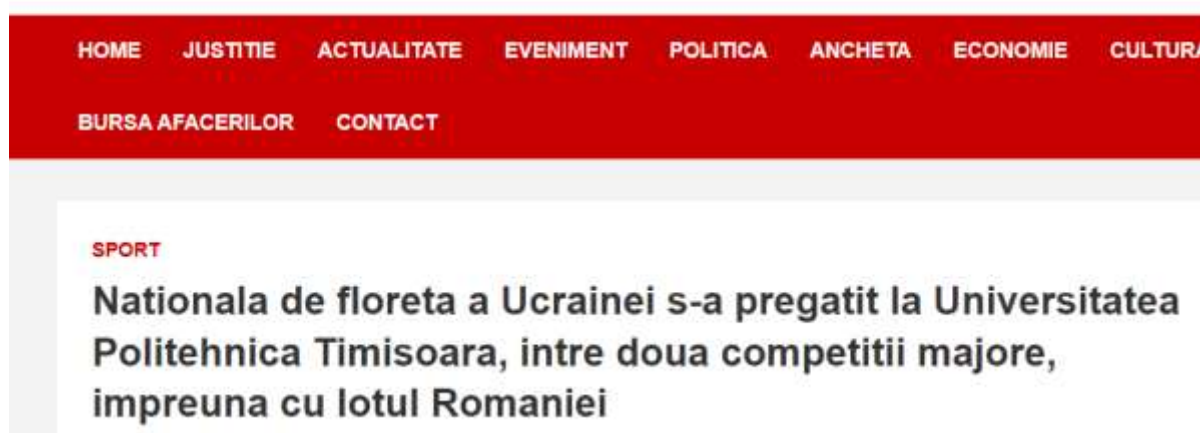 HOME JUSTITIE ACTUALITATE EVENIMENT POLITICA ANCHETA ECONOMIE CULTURA
BURSA AFACERILOR CONTACT
SPORT
Nationala de floreta a Ucrainei s-a pregatit la Universitatea
Politehnica Timisoara, intre doua competitii majore,
impreuna cu lotul Romaniei